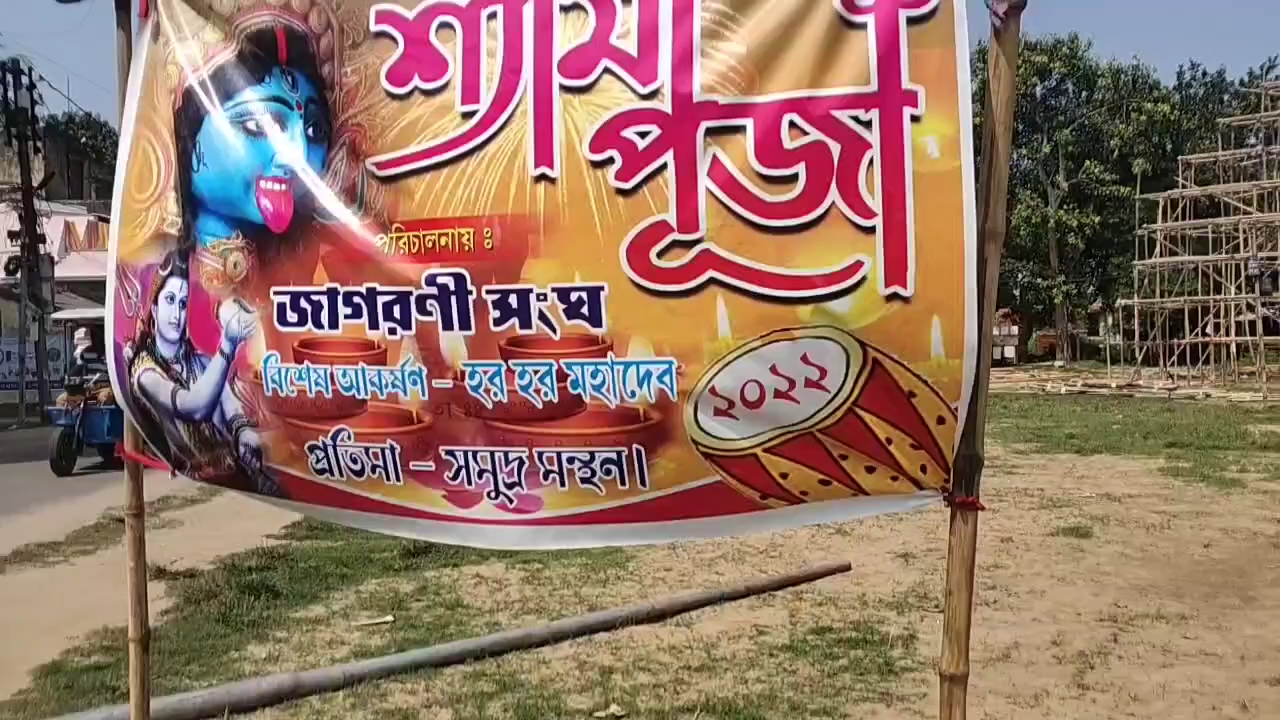 শ্যামা
পূজা
পরিচালনায় ঃ
জাগরণী সংঘ
বিশেষ আকর্ষণ – হর হর মহাদেব
প্রতিমা – সমুদ্র মন্থন।
২০২২